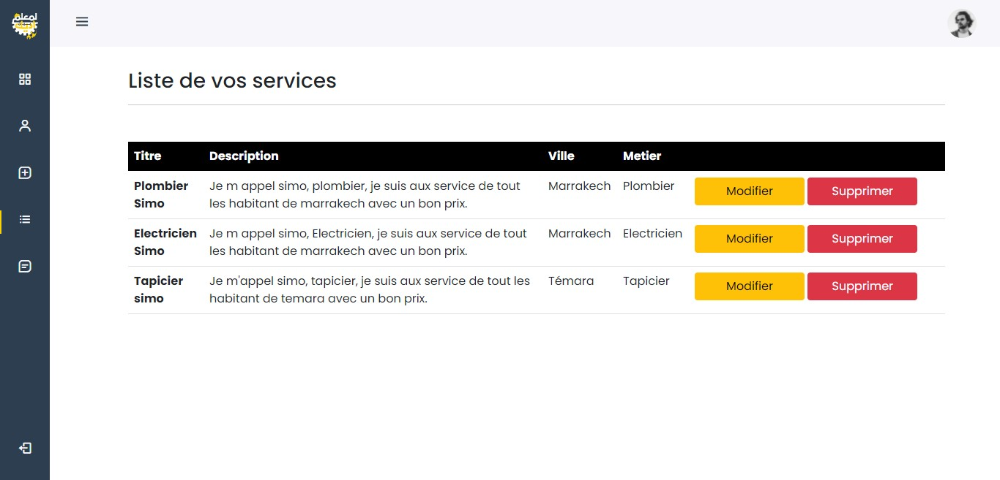 Liste de vos services
Titre Description Ville Metier
Plombier Je m appel simo, plombier, je suis aux service de tout Marrakech Plombier Modifier Supprimer
Simo les habitant de marrakech avec un bon prix.
Electricien Je m appel simo, Electricien, je suis aux service de tout Marrakech Electricien Modifier Supprimer
Simo les habitant de marrakech avec un bon prix.
Tapicier Je m'appel simo, tapicier, je suis aux service de tout les Témara Tapicier Modifier Supprimer
simo habitant de temara avec un bon prix.